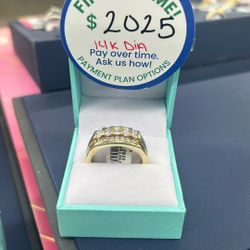 $2025
14K DIA
Pay over time.
Ask us how!
PAYMENT PLAN OPTIONS